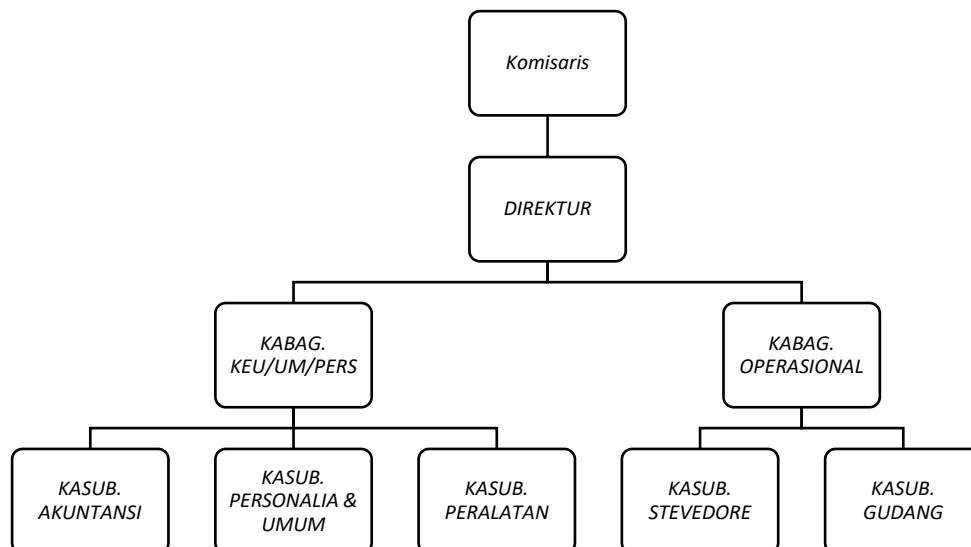 Komisaris
DIREKTUR
KABAG.
KEU/UM/PERS
KABAG.
OPERASIONAL
KASUB.
AKUNTANSI
KASUB.
PERSONALIA &
UMUM
KASUB.
PERALATAN
KASUB.
STEVEDORE
KASUB.
GUDANG